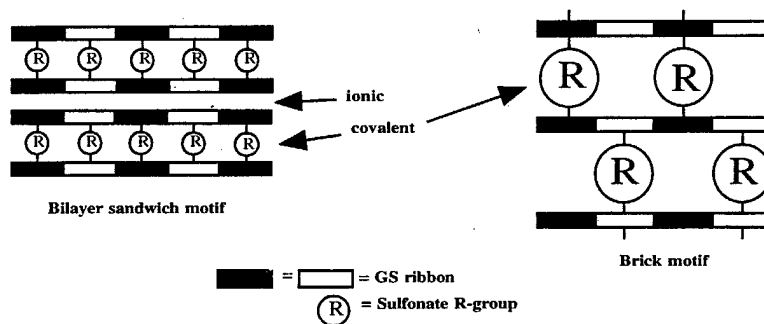 R R R R R
R R
ionic
covalent
R R R R R
R R
Bilayer sandwich motif
Brick motif
= = GS ribbon
R = Sulfonate R-group